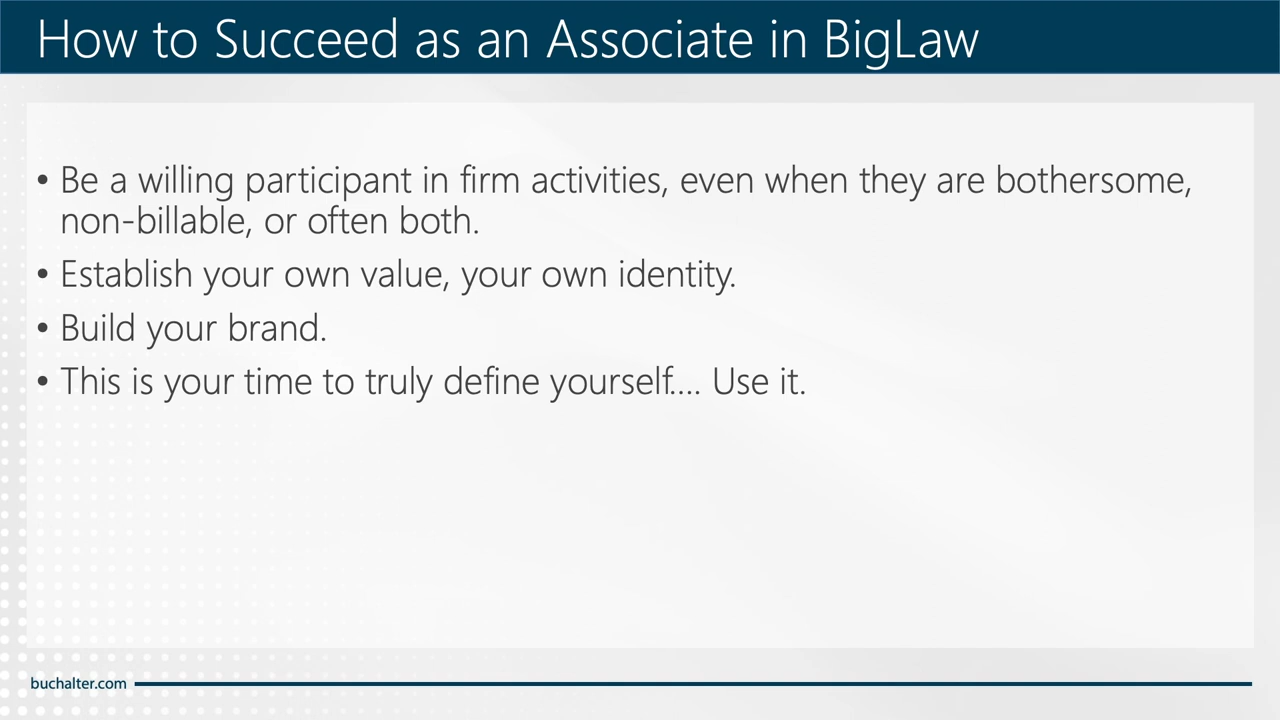 How to Succeed as an Associate in BigLaw
• Be a willing participant in firm activities, even when they are bothersome,
non-billable, or often both.
• Establish your own value, your own identity.
• Build your brand.
• This is your time to truly define yourself.... Use it.
buchalter.com